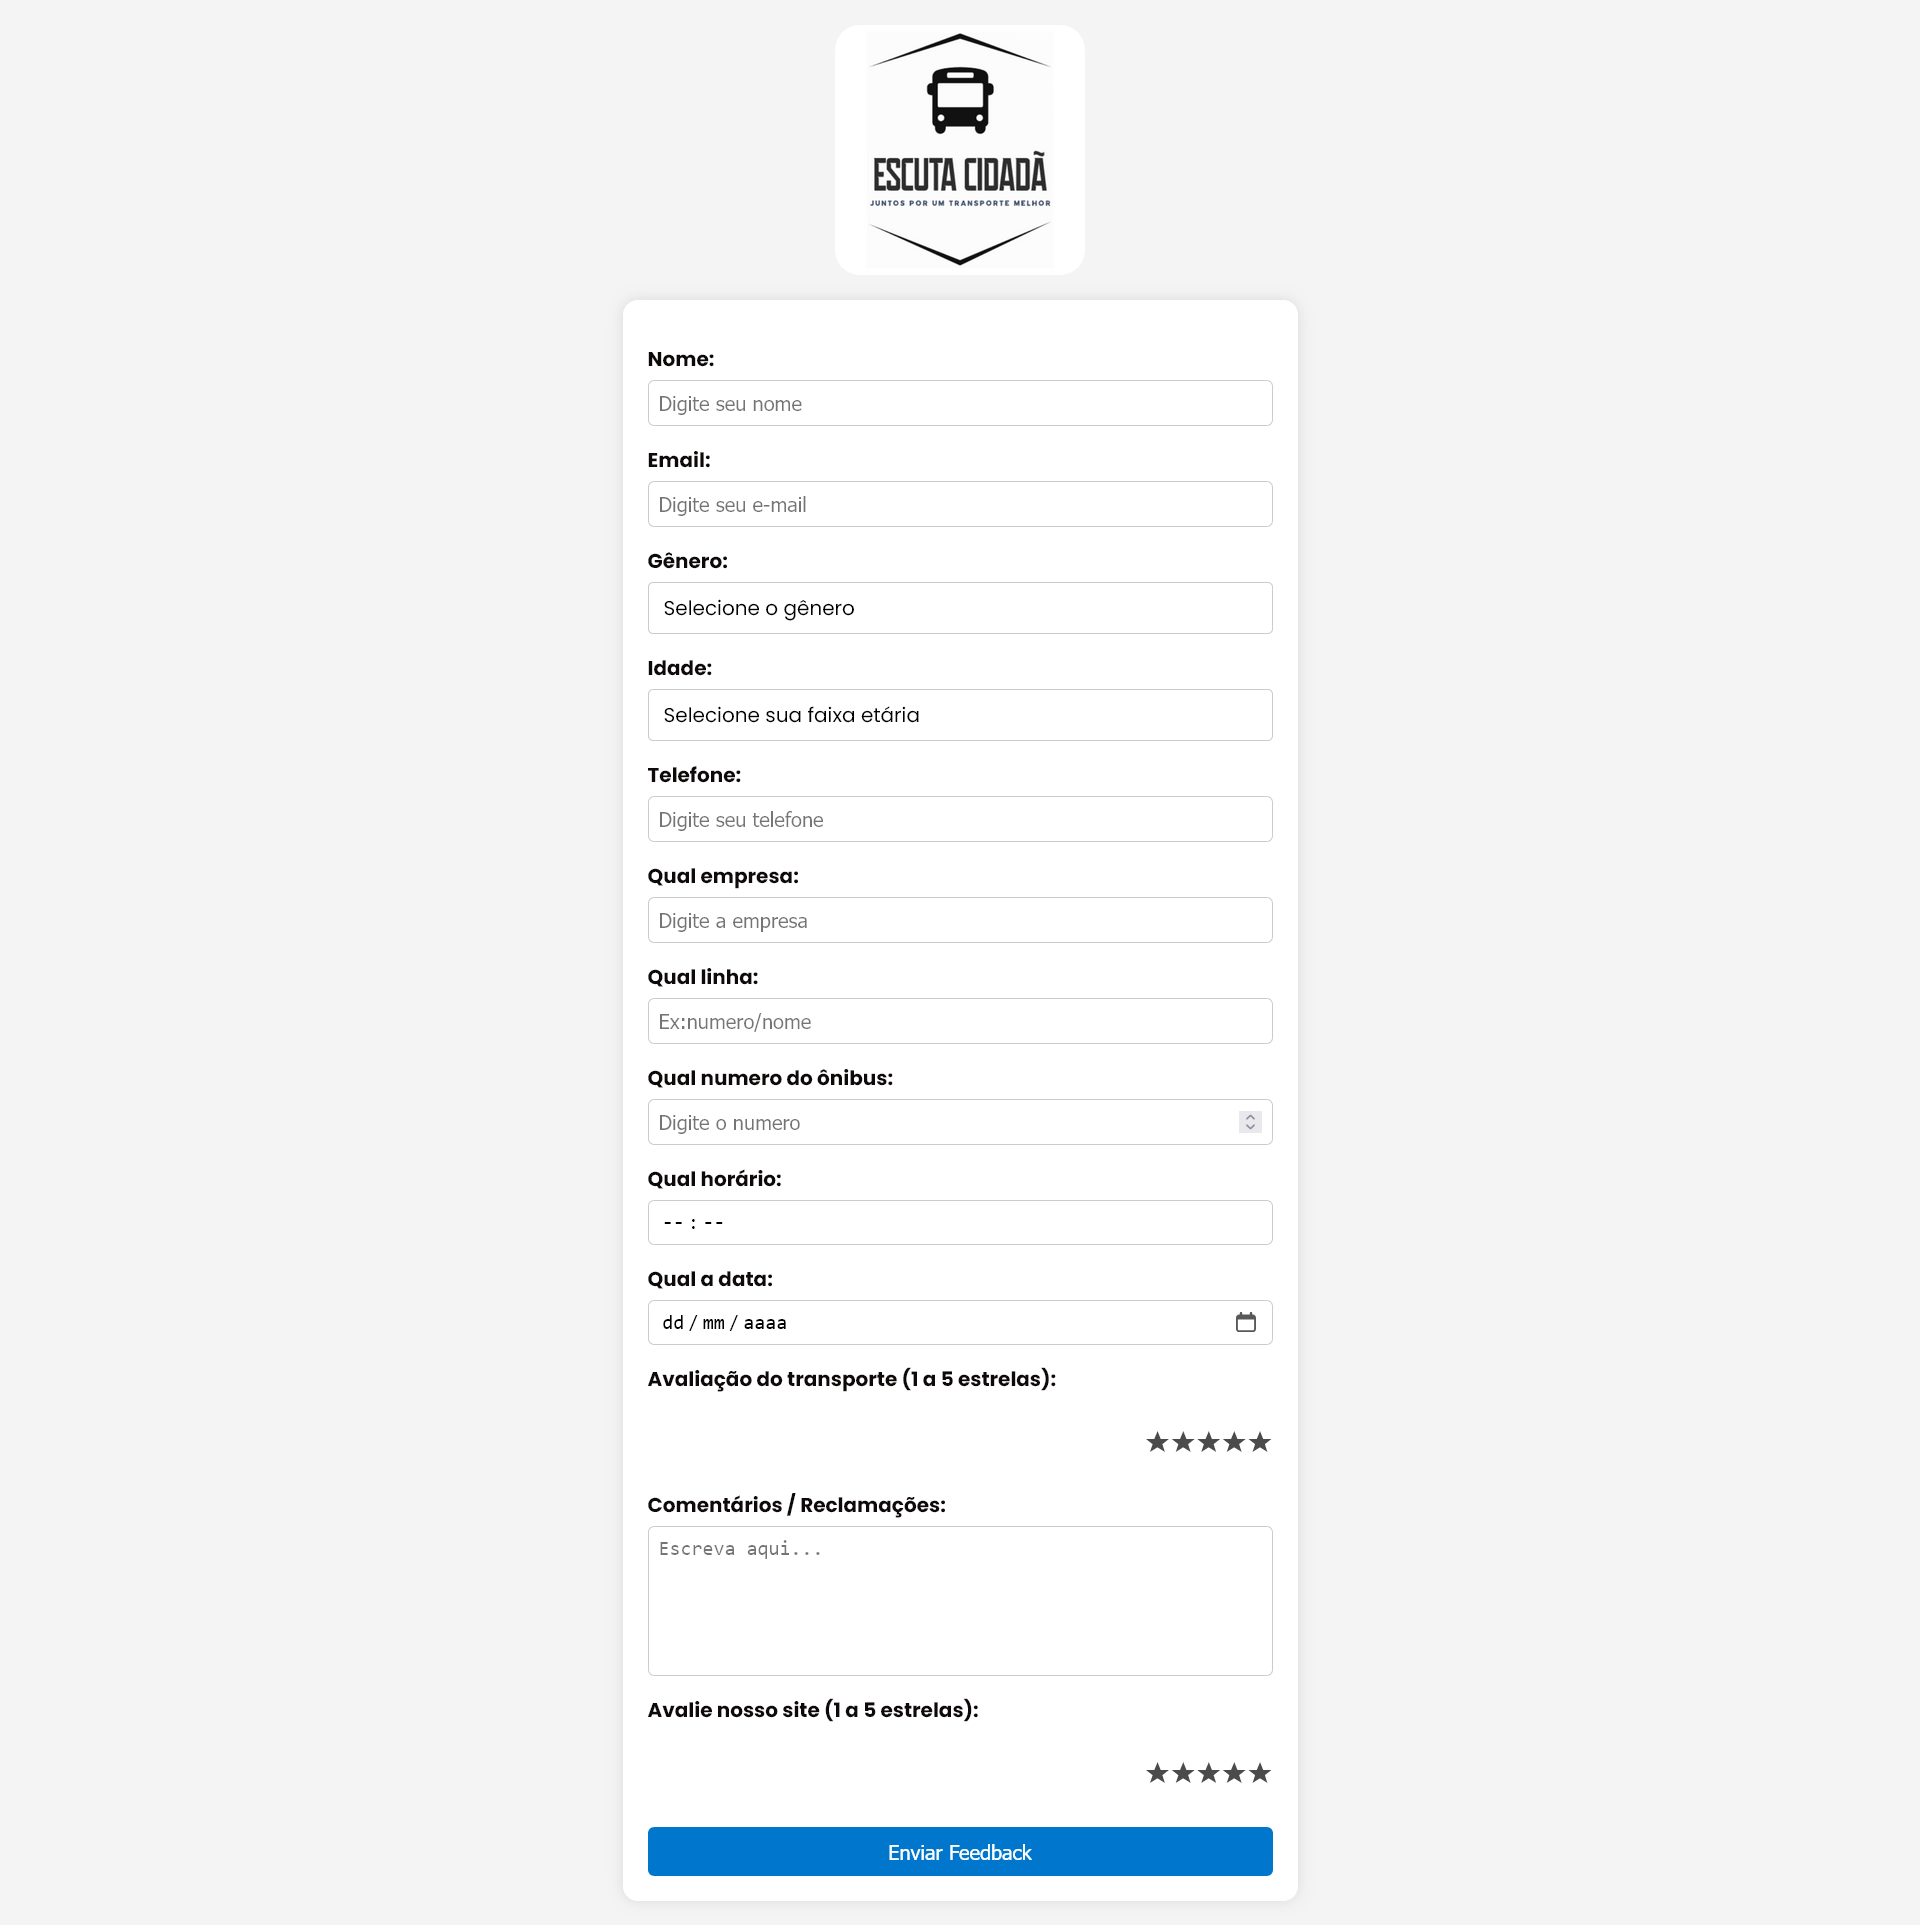 ESCUTA CIDADÃ
JUNTOS POR UM TRANSPORTE MELHOR
Nome:
Digite seu nome
Email:
Digite seu e-mail
Gênero:
Selecione o gênero
Idade:
Selecione sua faixa etária
Telefone:
Digite seu telefone
Qual empresa:
Digite a empresa
Qual linha:
Ex:numero/nome
Qual numero do ônibus:
Digite o numero
Qual horário:
-- : --
Qual a data:
dd / mm / aaaa
Avaliação do transporte (1 a 5 estrelas):
★★★★★
Comentários / Reclamações:
Escreva aqui...
Avalie nosso site (1 a 5 estrelas):
★★★★★
Enviar Feedback